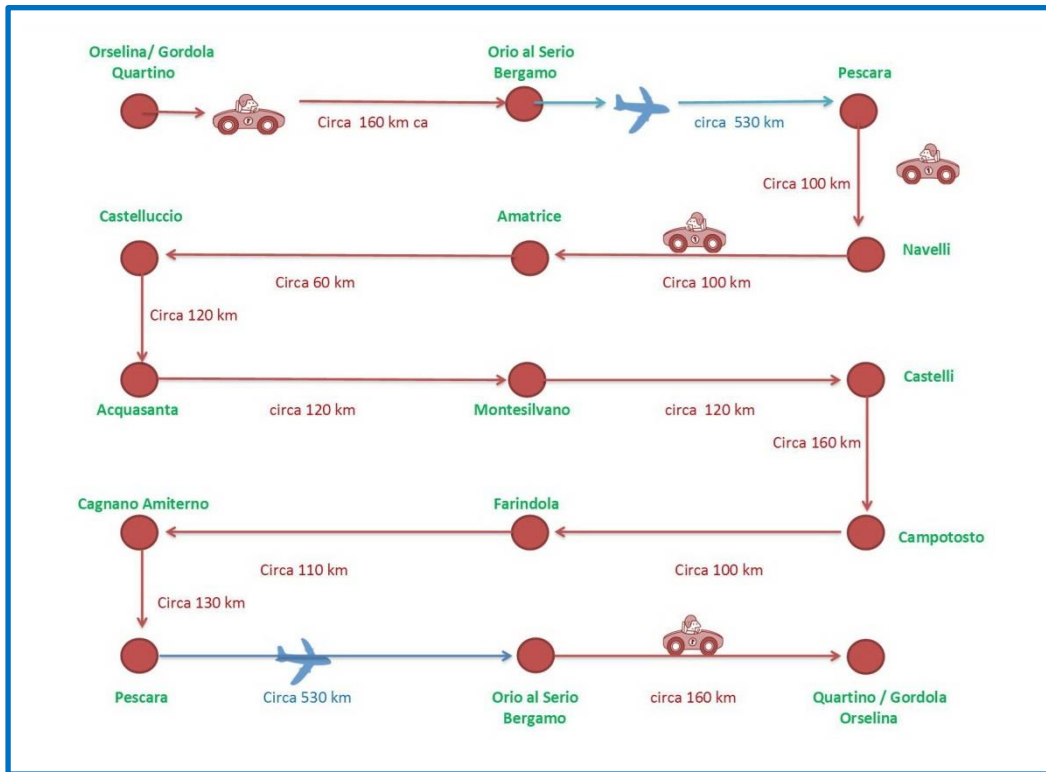 Orselina/ Gordola
Quartino
Orio al Serio
Bergamo
Pescara
Circa 160 km ca
circa 530 km
Circa 100 km
Castelluccio
Amatrice
Navelli
Circa 60 km
Circa 100 km
Circa 120 km
Acquasanta
circa 120 km
Montesilvano
circa 120 km
Castelli
Circa 160 km
Cagnano Amiterno
Farindola
Campotosto
Circa 110 km
Circa 100 km
Circa 130 km
Pescara
Circa 530 km
Orio al Serio
Bergamo
circa 160 km
Quartino / Gordola
Orselina